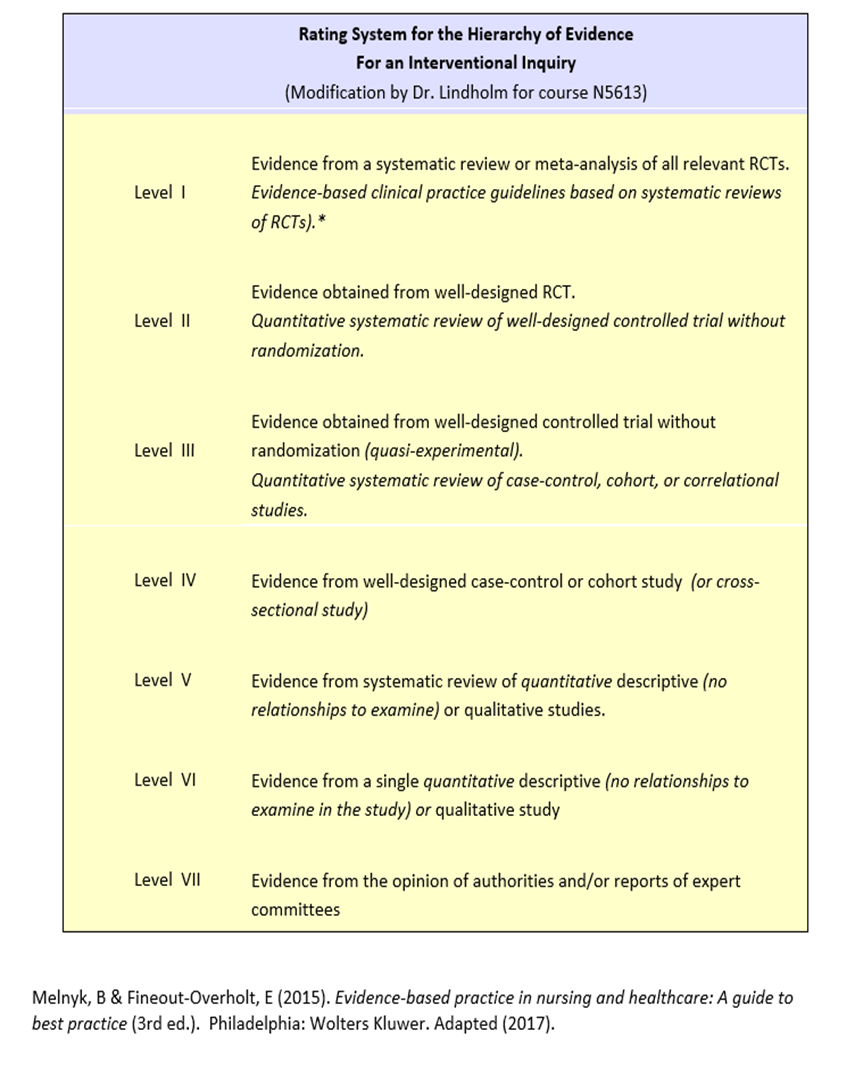 Rating System for the Hierarchy of Evidence
For an Interventional Inquiry
(Modification by Dr. Lindholm for course N5613)
Level I
Evidence from a systematic review or meta-analysis of all relevant RCTs.
Evidence-based clinical practice guidelines based on systematic reviews
of RCTs).*
Level II
Evidence obtained from well-designed RCT.
Quantitative systematic review of well-designed controlled trial without
randomization.
Level III
Evidence obtained from well-designed controlled trial without
randomization (quasi-experimental).
Quantitative systematic review of case-control, cohort, or correlational
studies.
Level IV
Evidence from well-designed case-control or cohort study (or cross-
sectional study)
Level V
Evidence from systematic review of quantitative descriptive (no
relationships to examine) or qualitative studies.
Level VI
Evidence from a single quantitative descriptive (no relationships to
examine in the study) or qualitative study
Level VII
Evidence from the opinion of authorities and/or reports of expert
committees
Melnyk, B & Fineout-Overholt, E (2015). Evidence-based practice in nursing and healthcare: A guide to
best practice (3rd ed.). Philadelphia: Wolters Kluwer. Adapted (2017).